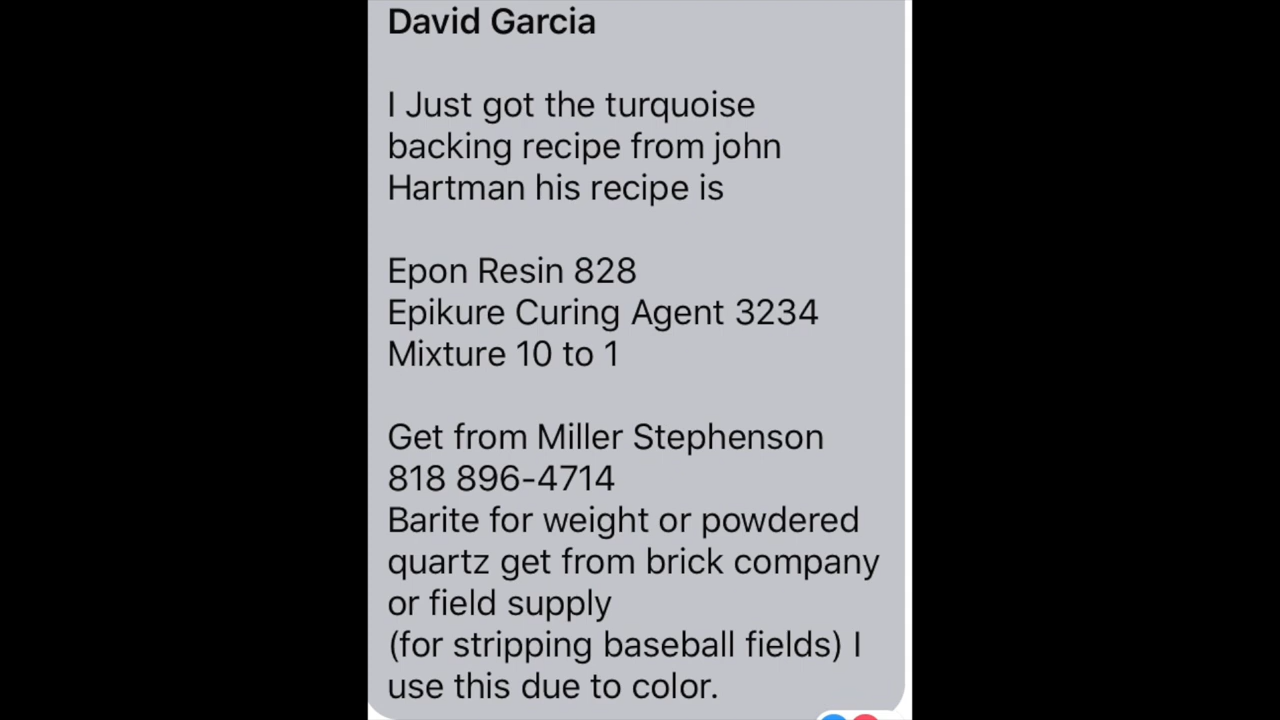 David Garcia
I Just got the turquoise
backing recipe from john
Hartman his recipe is
Epon Resin 828
Epikure Curing Agent 3234
Mixture 10 to 1
Get from Miller Stephenson
818 896-4714
Barite for weight or powdered
quartz get from brick company
or field supply
(for stripping baseball fields) I
use this due to color.